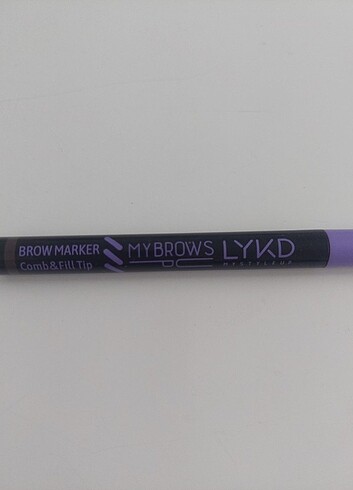 BROW MARKER
Comb & Fill Tip
MYBROWS
LYKD